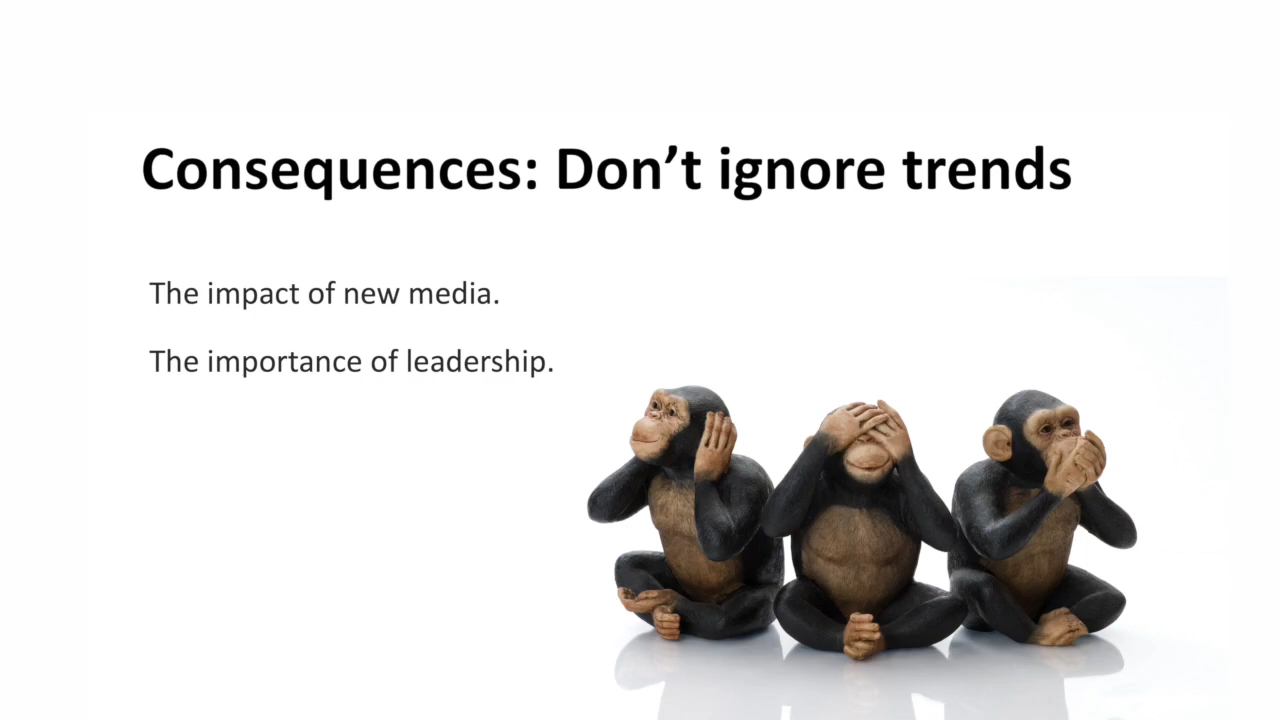 Consequences: Don’t ignore trends
The impact of new media.
The importance of leadership.